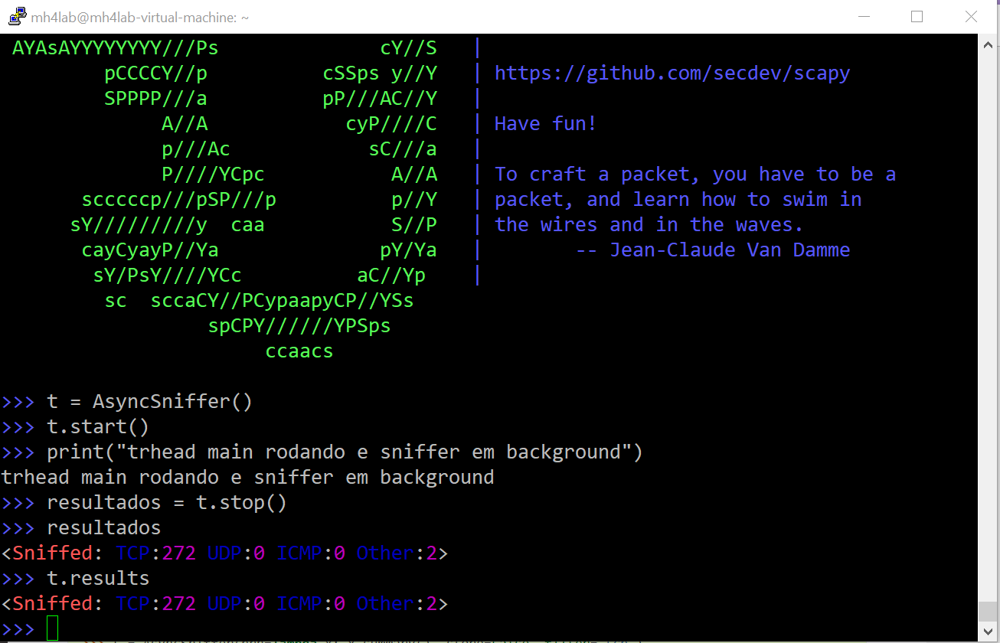 mh4lab@mh4lab-virtual-machine: ~
AYAsAYYYYYYYY///Ps              cY//S   |
         pCCCCY//p          cSSps y//Y   | https://github.com/secdev/scapy
         SPPPP///a          pP///AC//Y   |
              A//A            cyP////C   | Have fun!
              p///Ac            sC///a   |
              P////YCpc           A//A   | To craft a packet, you have to be a
       scccccp///pSP///p          p//Y   | packet, and learn how to swim in
      sY/////////y  caa           S//P   | the wires and in the waves.
       cayCyayP//Ya              pY/Ya   |        -- Jean-Claude Van Damme
        sY/PsY////YCc          aC//Yp    |
         sc  sccaCY//PCypaapyCP//YSs
                  spCPY//////YPSps
                       ccaacs
>>> t = AsyncSniffer()
>>> t.start()
>>> print("trhead main rodando e sniffer em background")
trhead main rodando e sniffer em background
>>> resultados = t.stop()
>>> resultados
<Sniffed: TCP:272 UDP:0 ICMP:0 Other:2>
>>> t.results
<Sniffed: TCP:272 UDP:0 ICMP:0 Other:2>
>>>